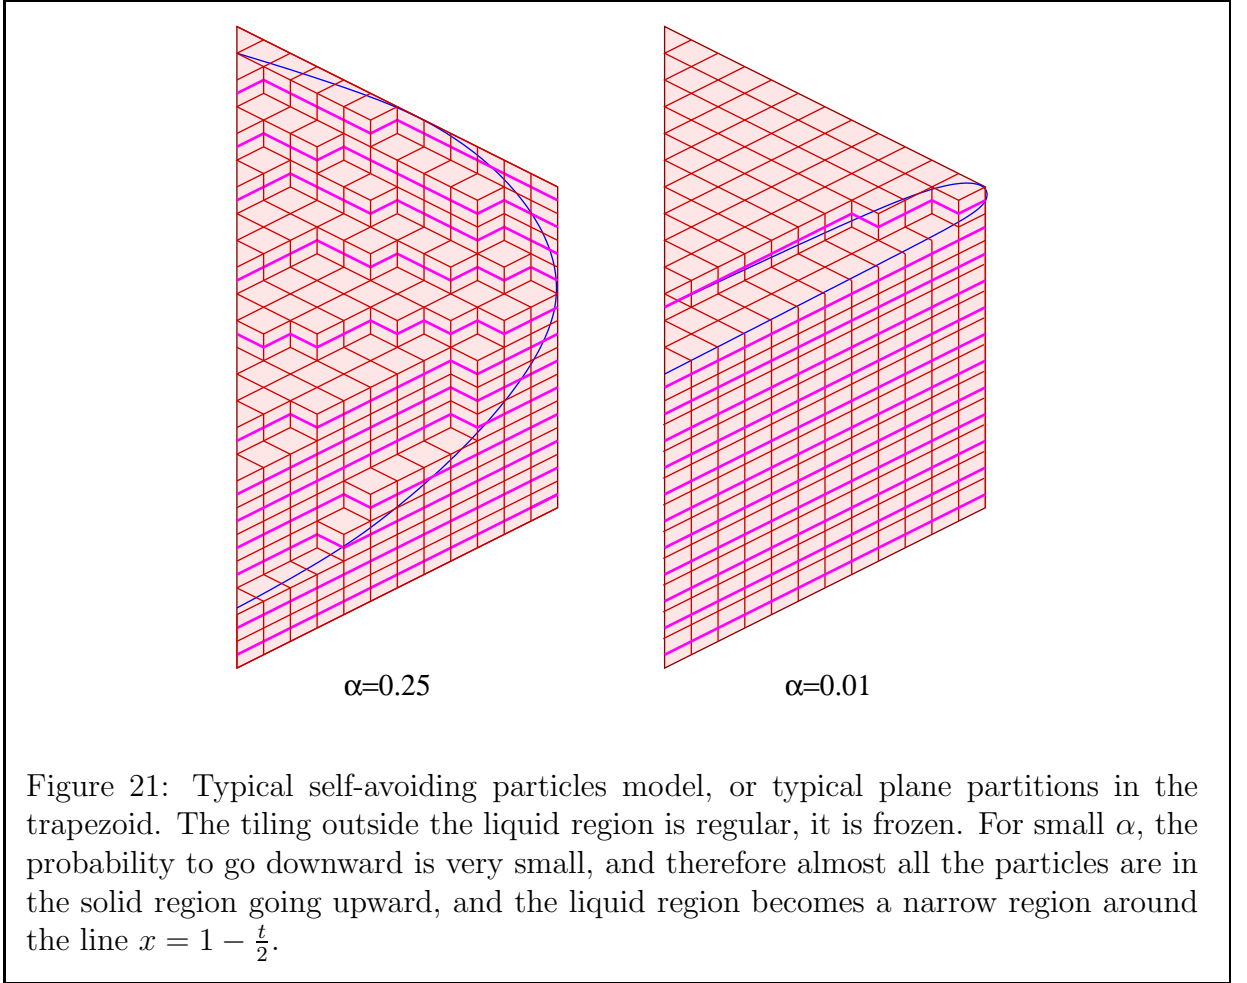 α=0.25
α=0.01
Figure 21: Typical self-avoiding particles model, or typical plane partitions in the
trapezoid. The tiling outside the liquid region is regular, it is frozen. For small α, the
probability to go downward is very small, and therefore almost all the particles are in
the solid region going upward, and the liquid region becomes a narrow region around
the line x = 1 − t/2.